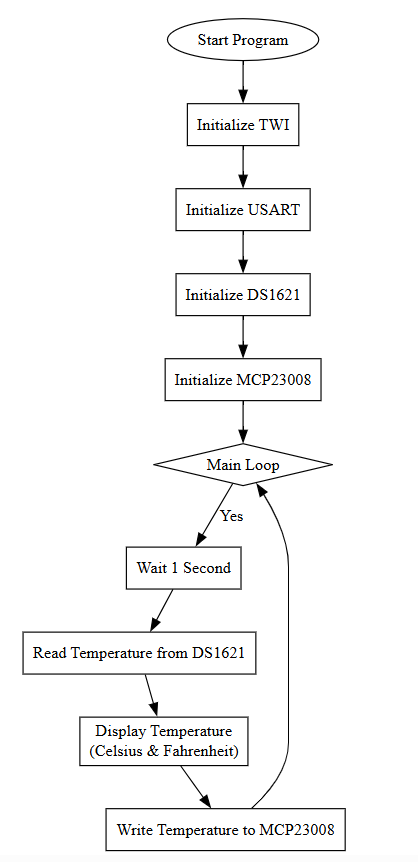 Start Program
Initialize TWI
Initialize USART
Initialize DS1621
Initialize MCP23008
Main Loop
Yes
Wait 1 Second
Read Temperature from DS1621
Display Temperature
(Celsius & Fahrenheit)
Write Temperature to MCP23008